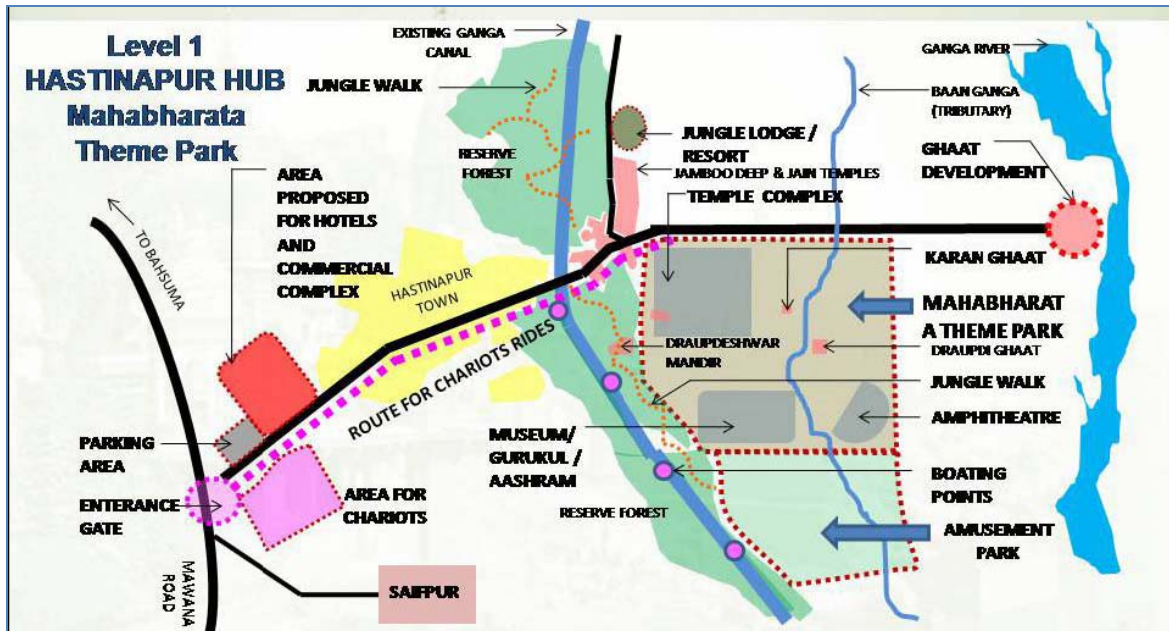 Level 1
HASTINAPUR HUB
Mahabharata
Theme Park
EXISTING GANGA
CANAL
JUNGLE WALK
RESERVE
FOREST
GANGA RIVER
BAAN GANGA
(TRIBUTARY)
JUNGLE LODGE /
RESORT
JAMBOO DEEP & JAIN TEMPLES
TEMPLE COMPLEX
GHAAT
DEVELOPMENT
AREA
PROPOSED
FOR HOTELS
AND
COMMERCIAL
COMPLEX
TO BAHSUMA
HASTINAPUR
TOWN
ROUTE FOR CHARIOTS RIDES
KARAN GHAAT
MAHABHARAT
A THEME PARK
DRAUPDI GHAAT
DRAUPDESHWAR
MANDIR
JUNGLE WALK
AMPHITHEATRE
MUSEUM/
GURUKUL /
AASHIRAM
BOATING
POINTS
RESERVE FOREST
AMUSEMENT
PARK
PARKING
AREA
ENTERANCE
GATE
AREA FOR
CHARIOTS
MAWANA
ROAD
SAIFPUR